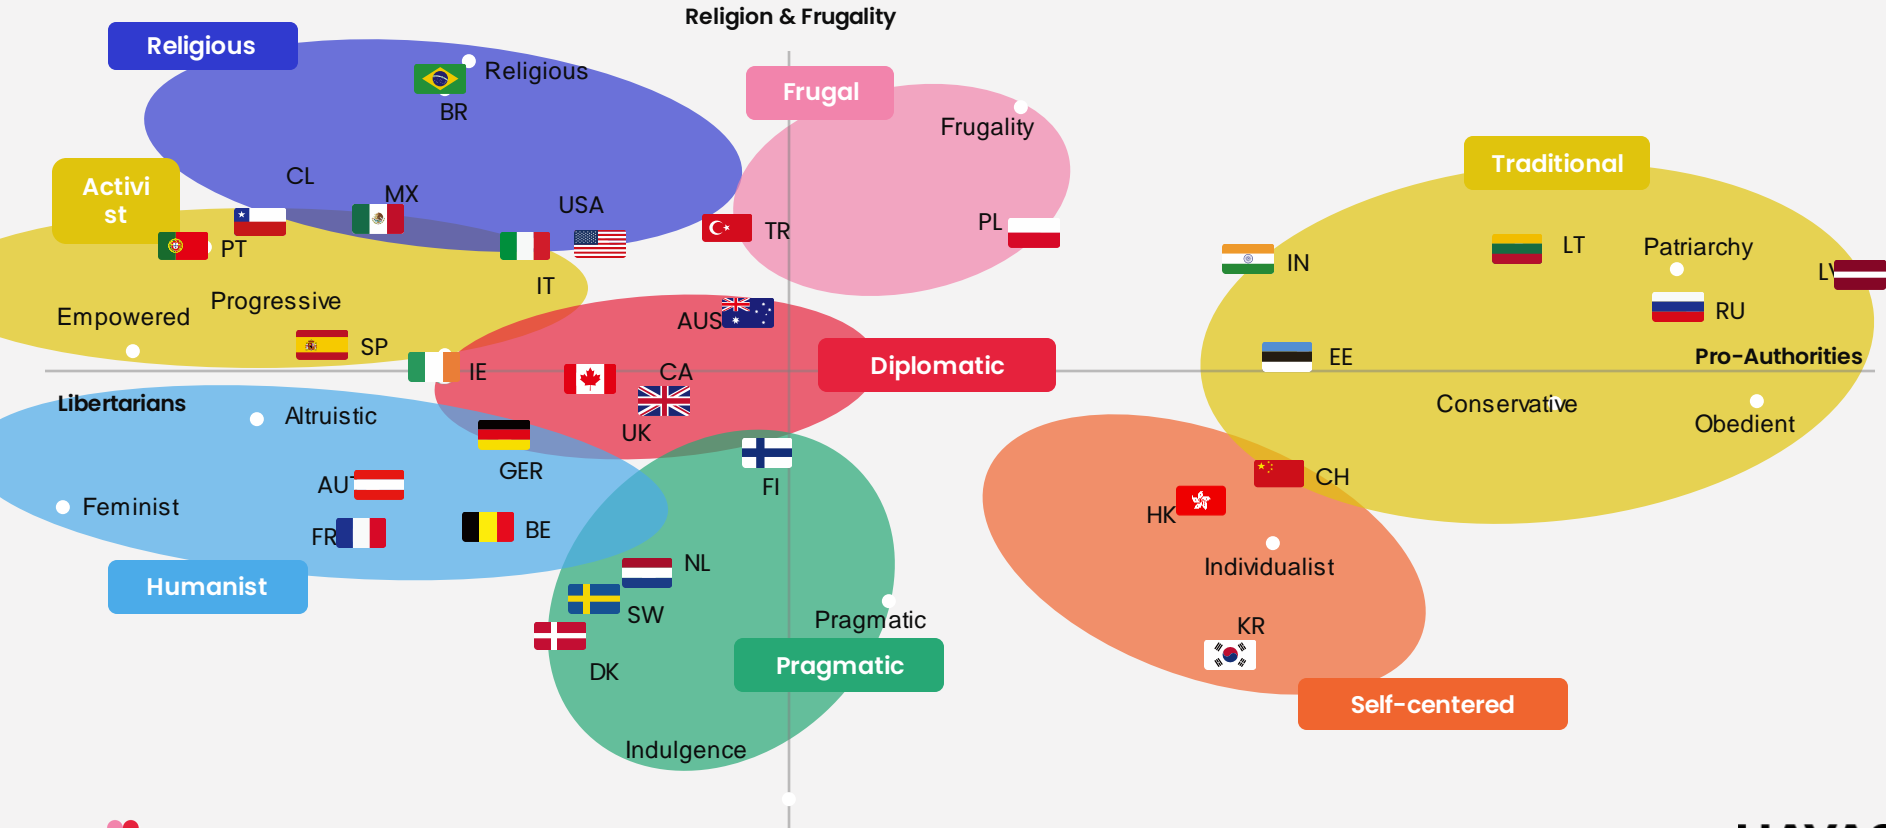 Religion & Frugality
Religious
Religious
BR
Frugal
Frugality
CL
MX
USA
Activi
st
PT
TR
PL
Traditional
IN
LT
Patriarchy
IT
RU
Progressive
Empowered
AUS
SP
IE
CA
Diplomatic
EE
Pro-Authorities
Libertarians
Altruistic
UK
Conservative
Obedient
GER
FI
CH
AUT
HK
Feminist
FR
BE
NL
Individualist
Humanist
SW
Pragmatic
KR
DK
Pragmatic
Self-centered
Indulgence